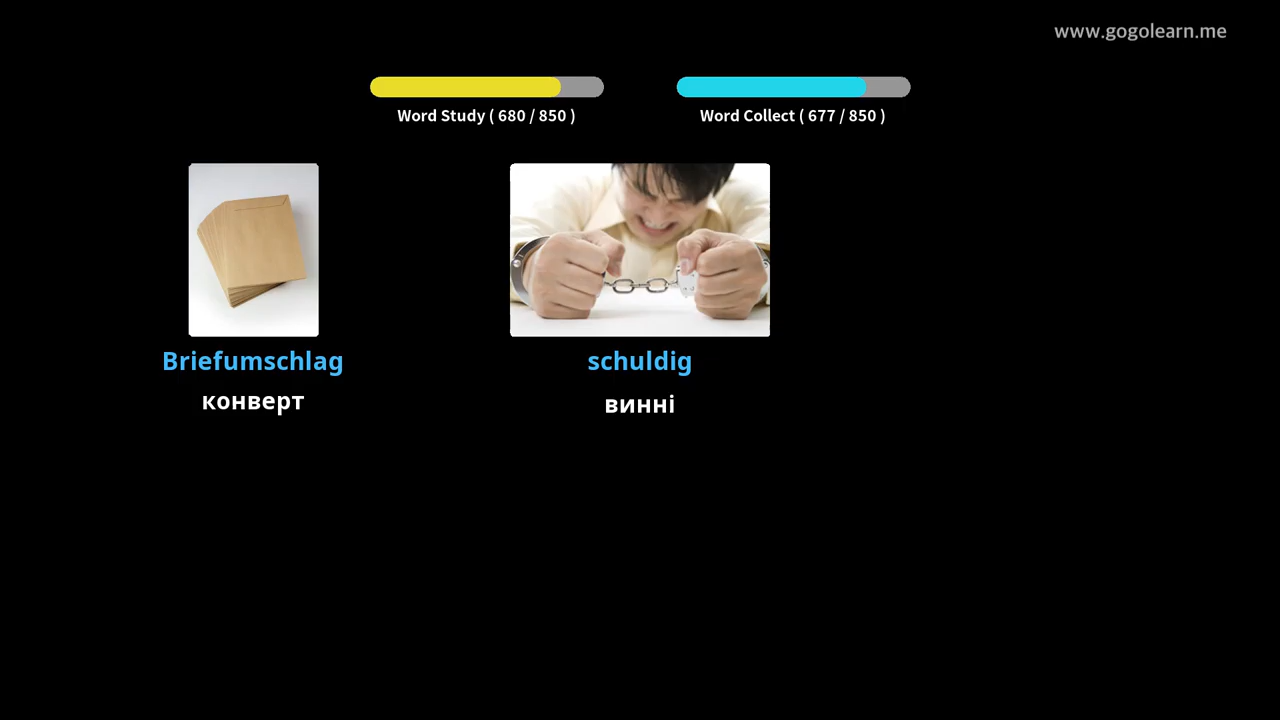 www.gogolearn.me
Word Study ( 680 / 850 )
Word Collect ( 677 / 850 )
Briefumschlag
конверт
schuldig
винні